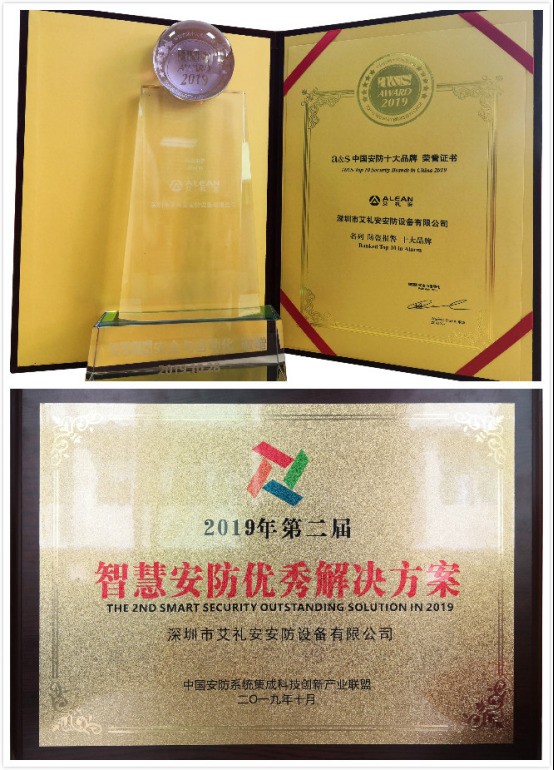 a&S
AWARD
2019
2019.10.28
a&S
AWARD
2019
a&s 中国安防十大品牌 荣誉证书
a&s Top 10 Security Brands in China 2019
ALEAN
艾礼安
深圳市艾礼安安防设备有限公司
名列 防盗报警 十大品牌
Ranked Top 10 in Alarm
2019年第二届
智慧安防优秀解决方案
THE 2ND SMART SECURITY OUTSTANDING SOLUTION IN 2019
深圳市艾礼安安防设备有限公司
中国安防系统集成科技创新产业联盟
二〇一九年十月